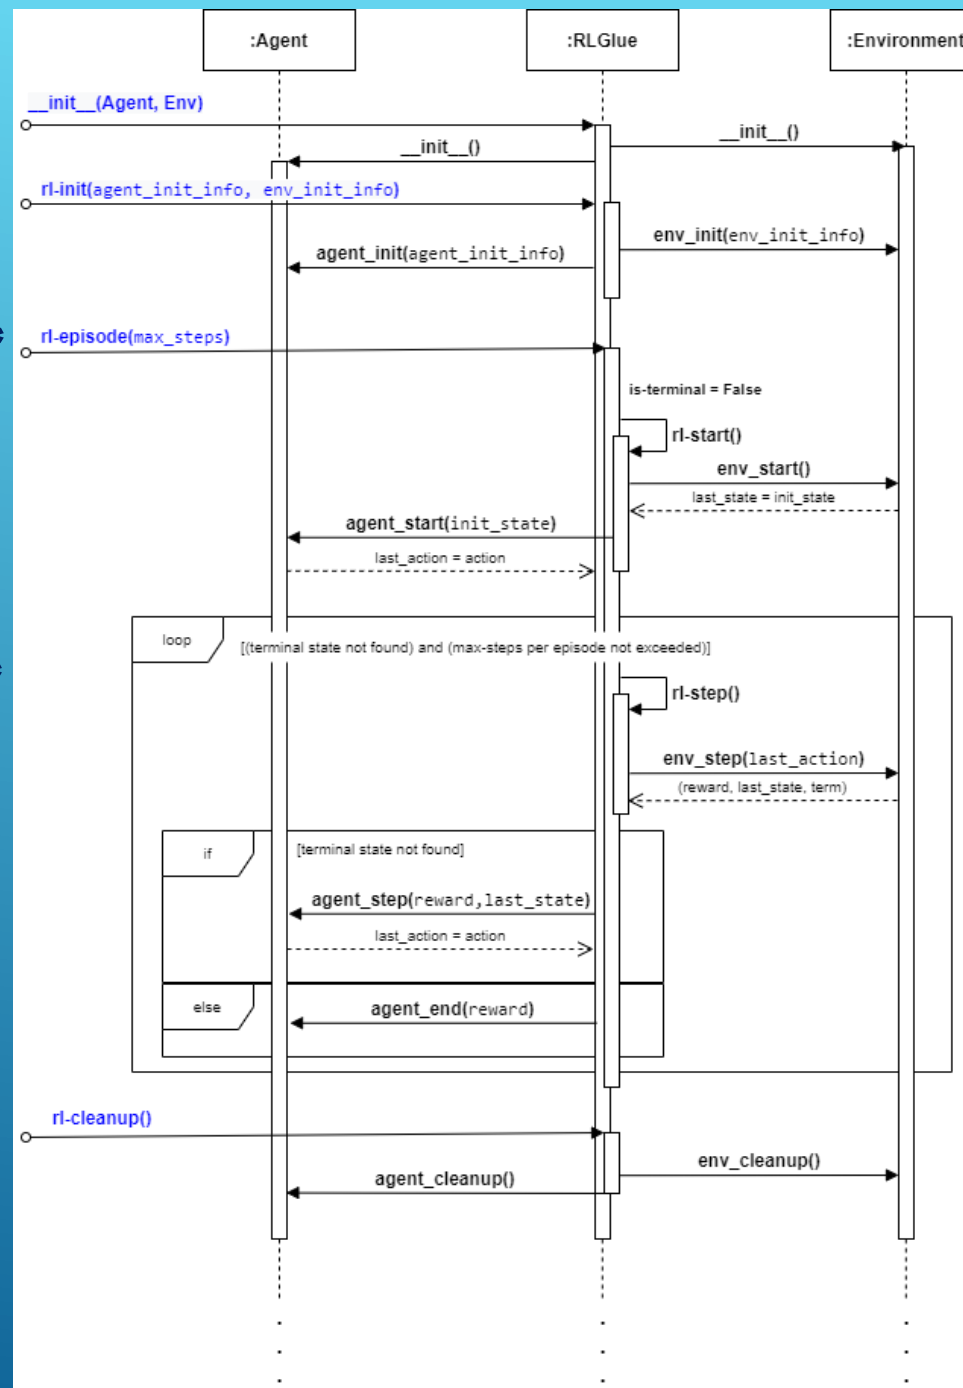 :Agent
:RLGlue
:Environment
__init__(Agent, Env)
__init__()
__init__()
rl-init(agent_init_info, env_init_info)
env_init(env_init_info)
agent_init(agent_init_info)
rl-episode(max_steps)
is-terminal = False
rl-start()
env_start()
last_state = init_state
agent_start(init_state)
last_action = action
loop
[(terminal state not found) and (max-steps per episode not exceeded)]
rl-step()
env_step(last_action)
(reward, last_state, term)
if
[terminal state not found]
agent_step(reward,last_state)
last_action = action
else
agent_end(reward)
rl-cleanup()
env_cleanup()
agent_cleanup()